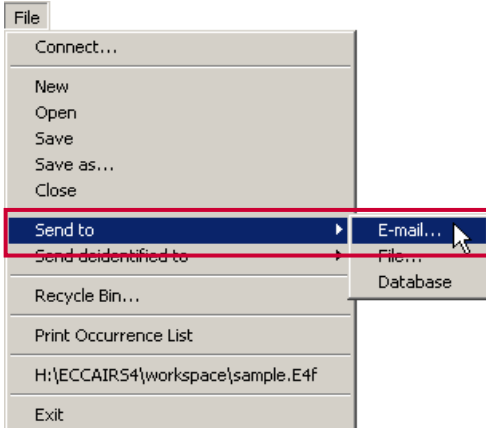 File
Connect...
New
Open
Save
Save as...
Close
Send to
E-mail...
Send deidentified to
File...
Database
Recycle Bin...
Print Occurrence List
H:\ECCAIRS4\workspace\sample.E4f
Exit